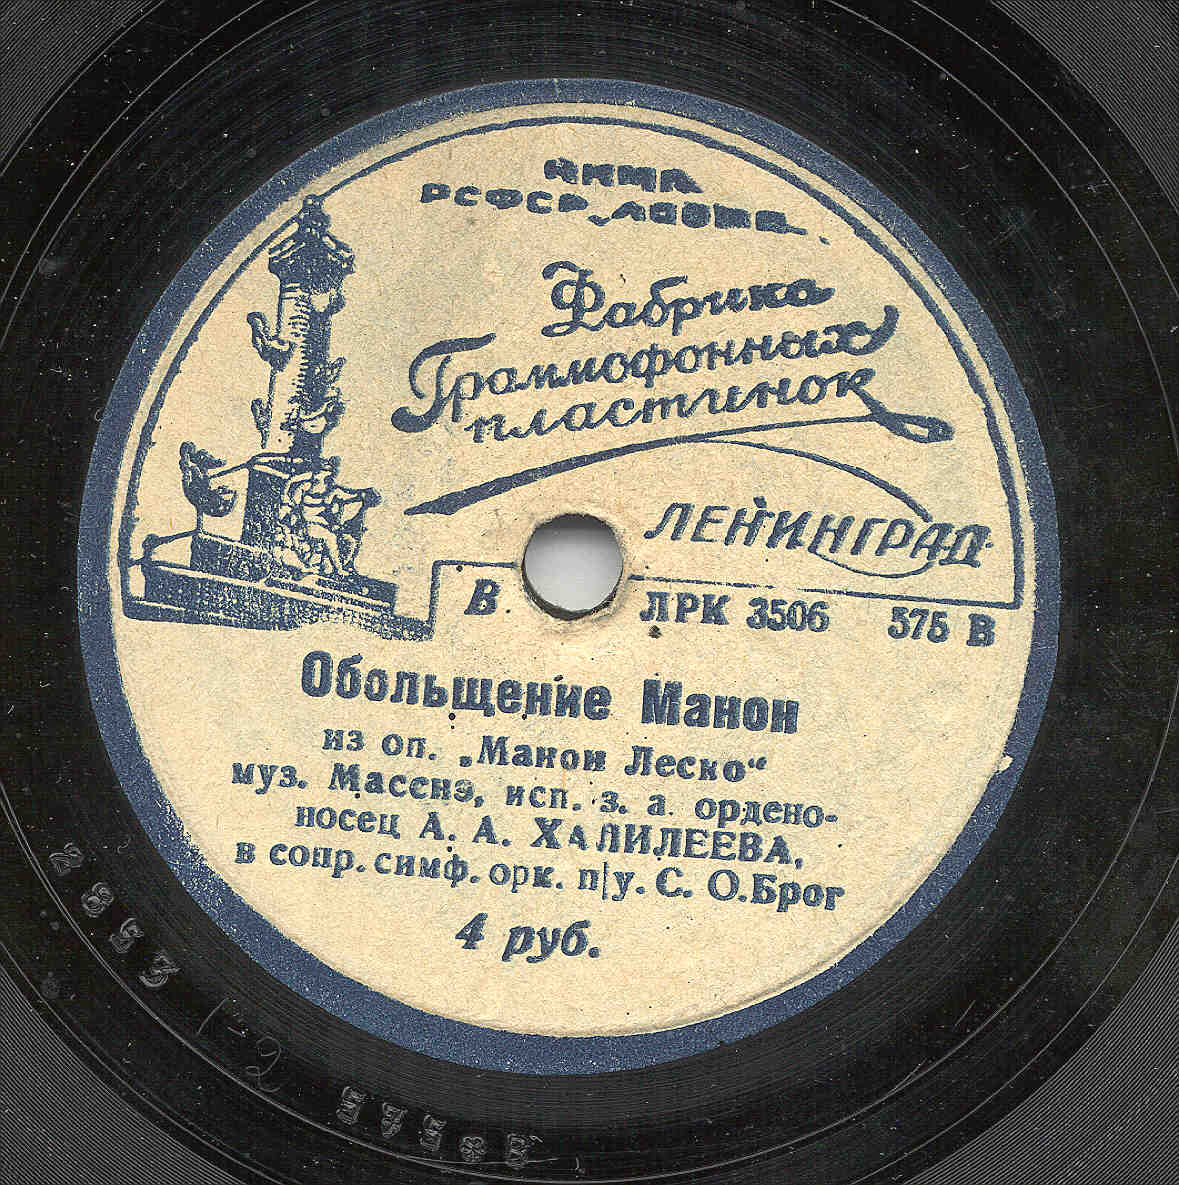 РСФСР
Фабрика
Граммофонных
пластинок
ЛЕНИНГРАД
В ЛРК 3506 575 В
Обольщение Манон
из оп. „Манон Леско“
муз. Масснэ, исп. з. а. ордено-
носец А. А. ХАЛИЛЕЕВА,
в сопр. симф. орк. п/у. С. О. Брог
4 руб.